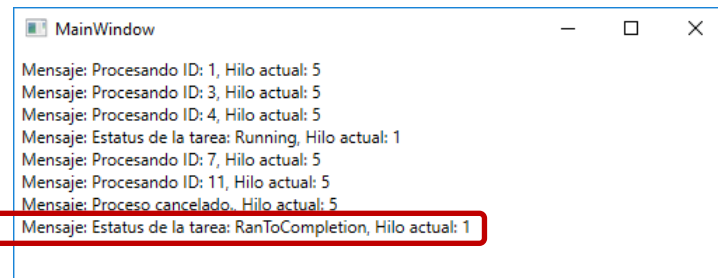 MainWindow
Mensaje: Procesando ID: 1, Hilo actual: 5
Mensaje: Procesando ID: 3, Hilo actual: 5
Mensaje: Procesando ID: 4, Hilo actual: 5
Mensaje: Estatus de la tarea: Running, Hilo actual: 1
Mensaje: Procesando ID: 7, Hilo actual: 5
Mensaje: Procesando ID: 11, Hilo actual: 5
Mensaje: Proceso cancelado., Hilo actual: 5
Mensaje: Estatus de la tarea: RanToCompletion, Hilo actual: 1